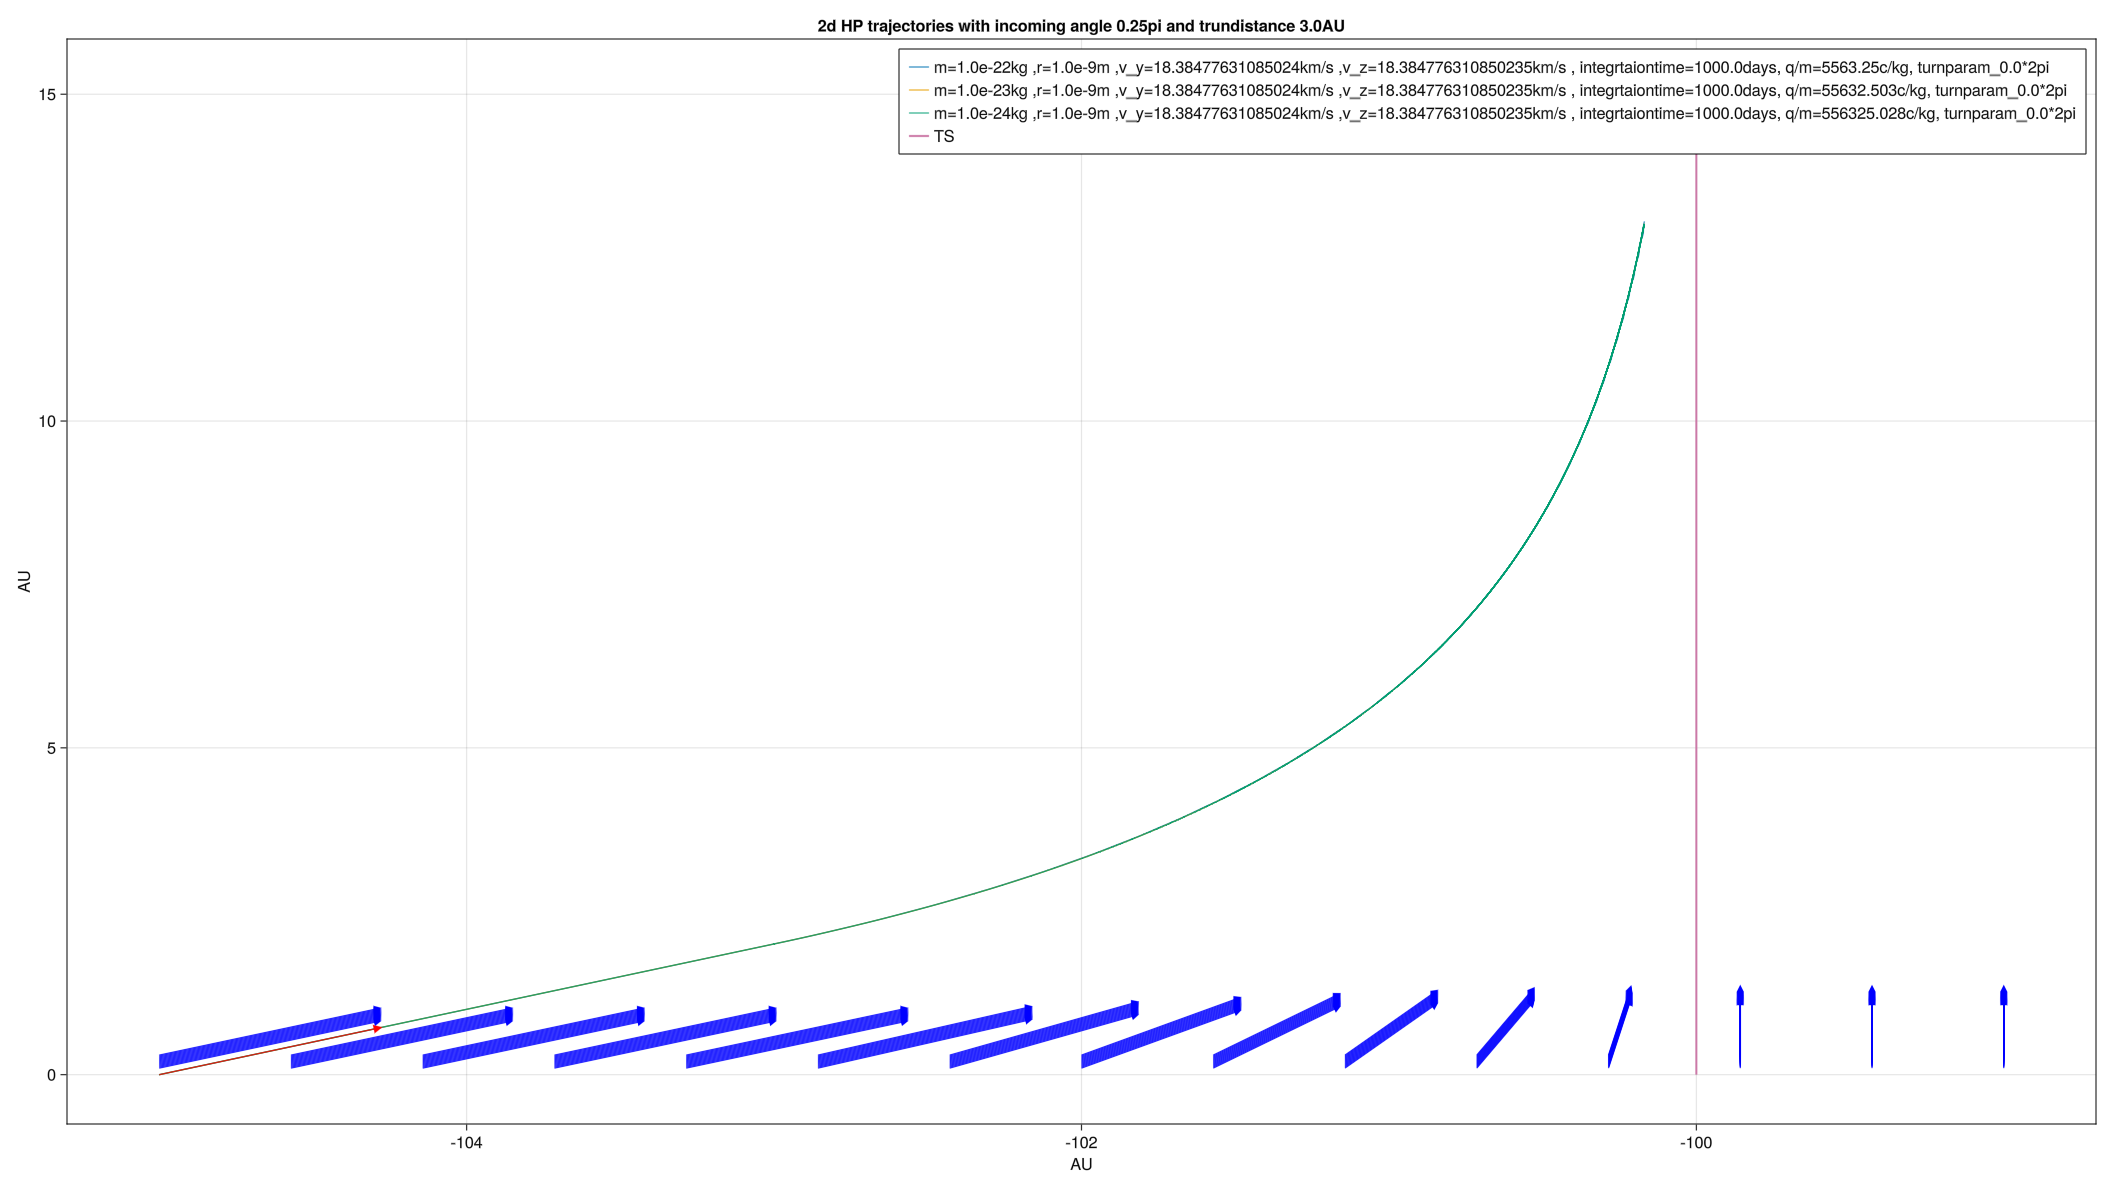 2d HP trajectories with incoming angle 0.25pi and trundistance 3.0AU
m=1.0e-22kg ,r=1.0e-9m ,v_y=18.38477631085024km/s ,v_z=18.384776310850235km/s , integrtaiontime=1000.0days, q/m=5563.25c/kg, turnparam_0.0*2pi
m=1.0e-23kg ,r=1.0e-9m ,v_y=18.38477631085024km/s ,v_z=18.384776310850235km/s , integrtaiontime=1000.0days, q/m=55632.503c/kg, turnparam_0.0*2pi
m=1.0e-24kg ,r=1.0e-9m ,v_y=18.38477631085024km/s ,v_z=18.384776310850235km/s , integrtaiontime=1000.0days, q/m=556325.028c/kg, turnparam_0.0*2pi
TS
15
10
AU
5
0
-104
-102
-100
AU